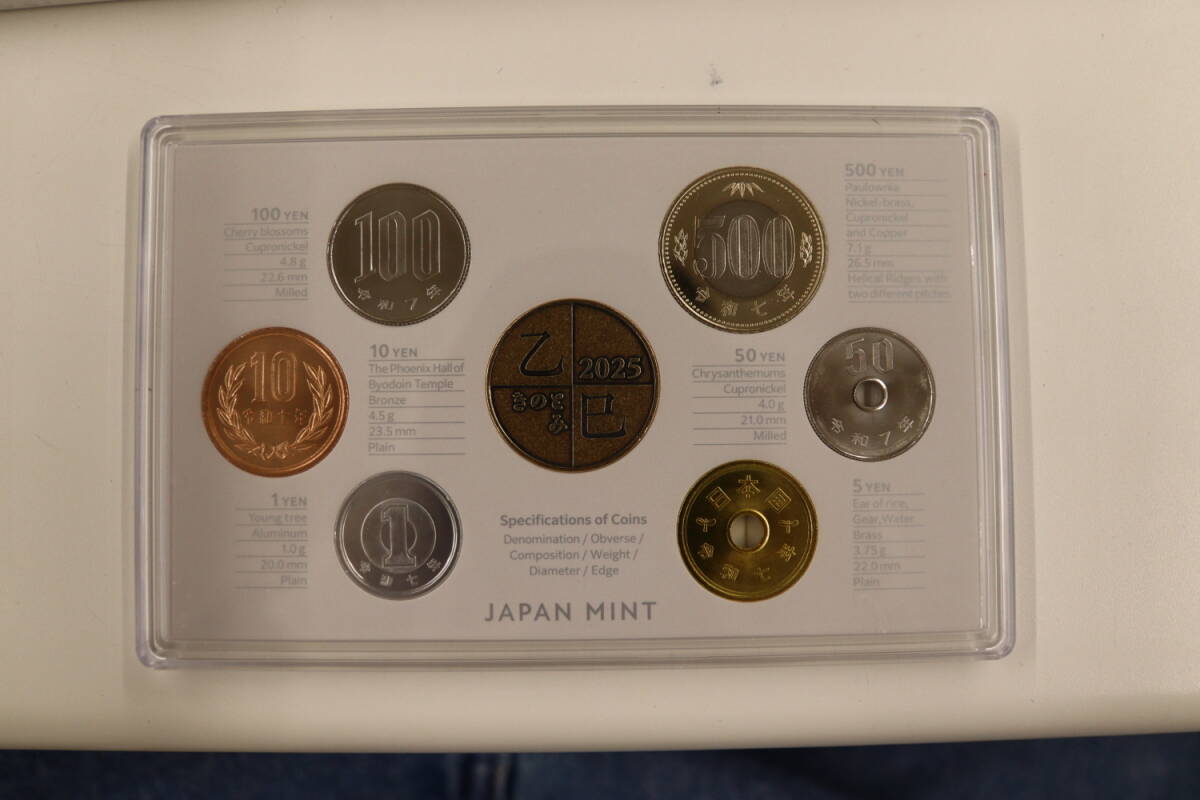 100 YEN
Cherry blossoms
Cupronickel
4.8 g
22.6 mm
Milled
100
令和7年
500 YEN
Paulownia
Nickel-brass,
Cupronickel
and Copper
7.1 g
26.5 mm
Helical Ridges with
two different pitches
500
令和七年
10
令和七年
10 YEN
The Phoenix Hall of
Byodoin Temple
Bronze
4.5 g
23.5 mm
Plain
乙
2025
きのと
巳
50 YEN
Chrysanthemums
Cupronickel
4.0 g
21.0 mm
Milled
50
令和7年
1 YEN
Young tree
Aluminum
1.0 g
20.0 mm
Plain
1
令和七年
Specifications of Coins
Denomination / Obverse /
Composition / Weight /
Diameter / Edge
JAPAN MINT
日本国
令和七年
5 YEN
Ear of rice,
Gear, Water
Brass
3.75 g
22.0 mm
Plain